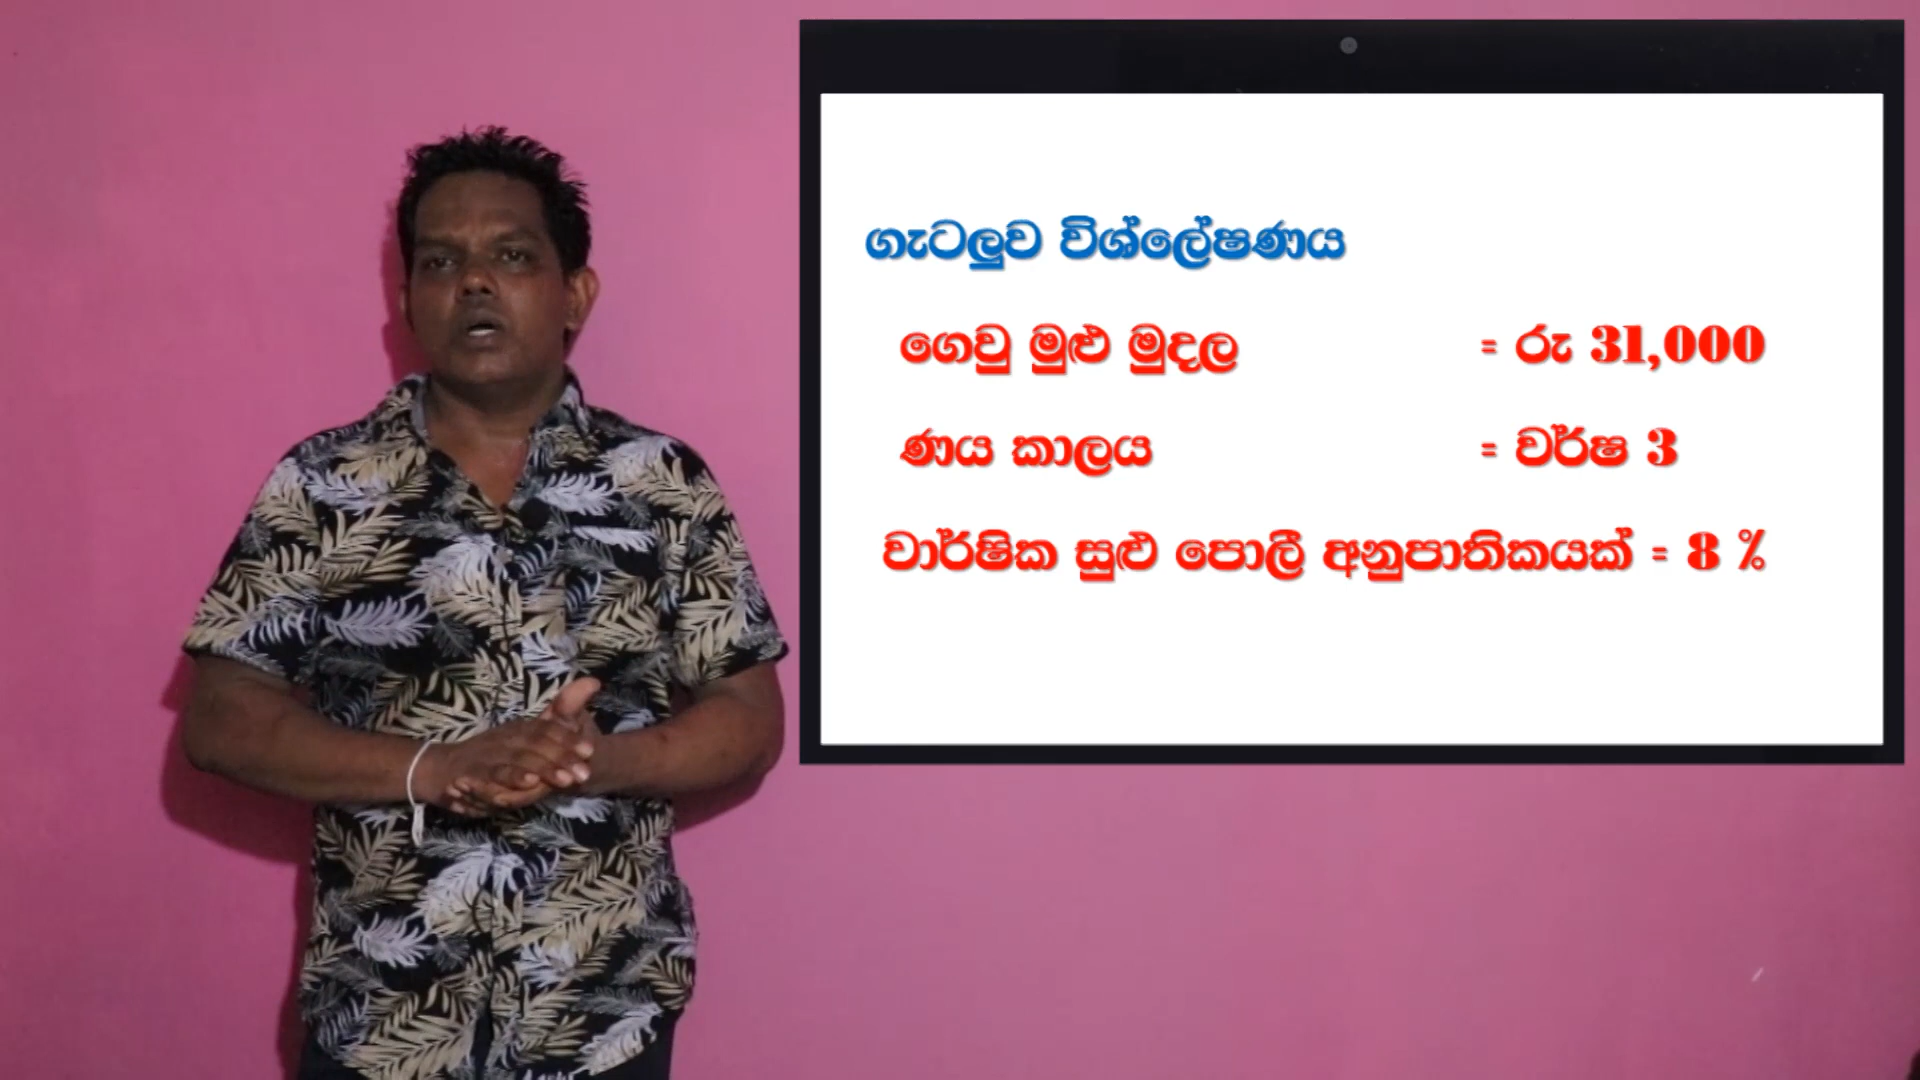 ගැටලුව විශ්ලේෂණය
ගෙවු මුළු මුදල = රු 31,000
ණය කාලය = වර්ෂ 3
වාර්ෂික සුළු පොලී අනුපාතිකයක් = 8 %